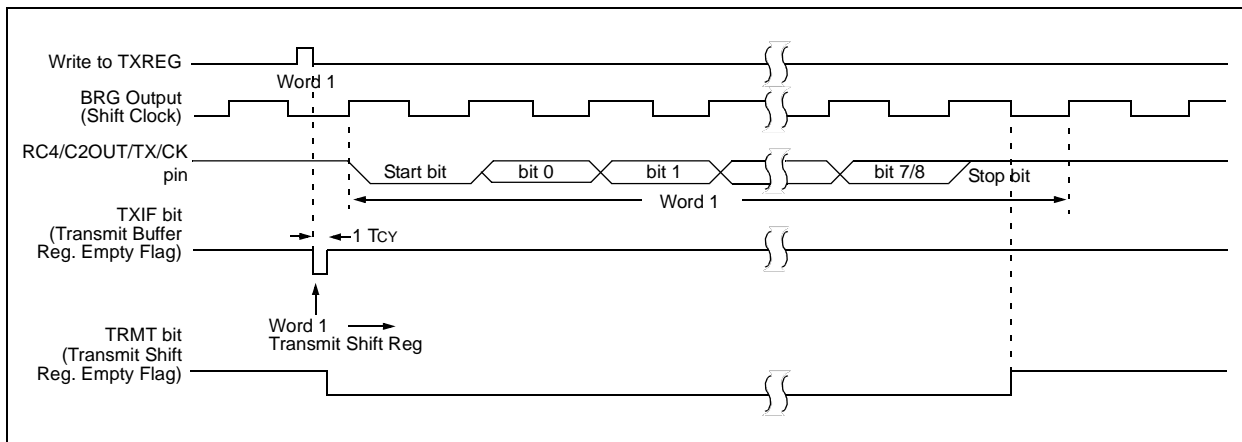 Write to TXREG
Word 1
BRG Output
(Shift Clock)
RC4/C2OUT/TX/CK
pin
Start bit
bit 0
bit 1
bit 7/8
Stop bit
Word 1
TXIF bit
(Transmit Buffer
Reg. Empty Flag)
1 TCY
Word 1
Transmit Shift Reg
TRMT bit
(Transmit Shift
Reg. Empty Flag)